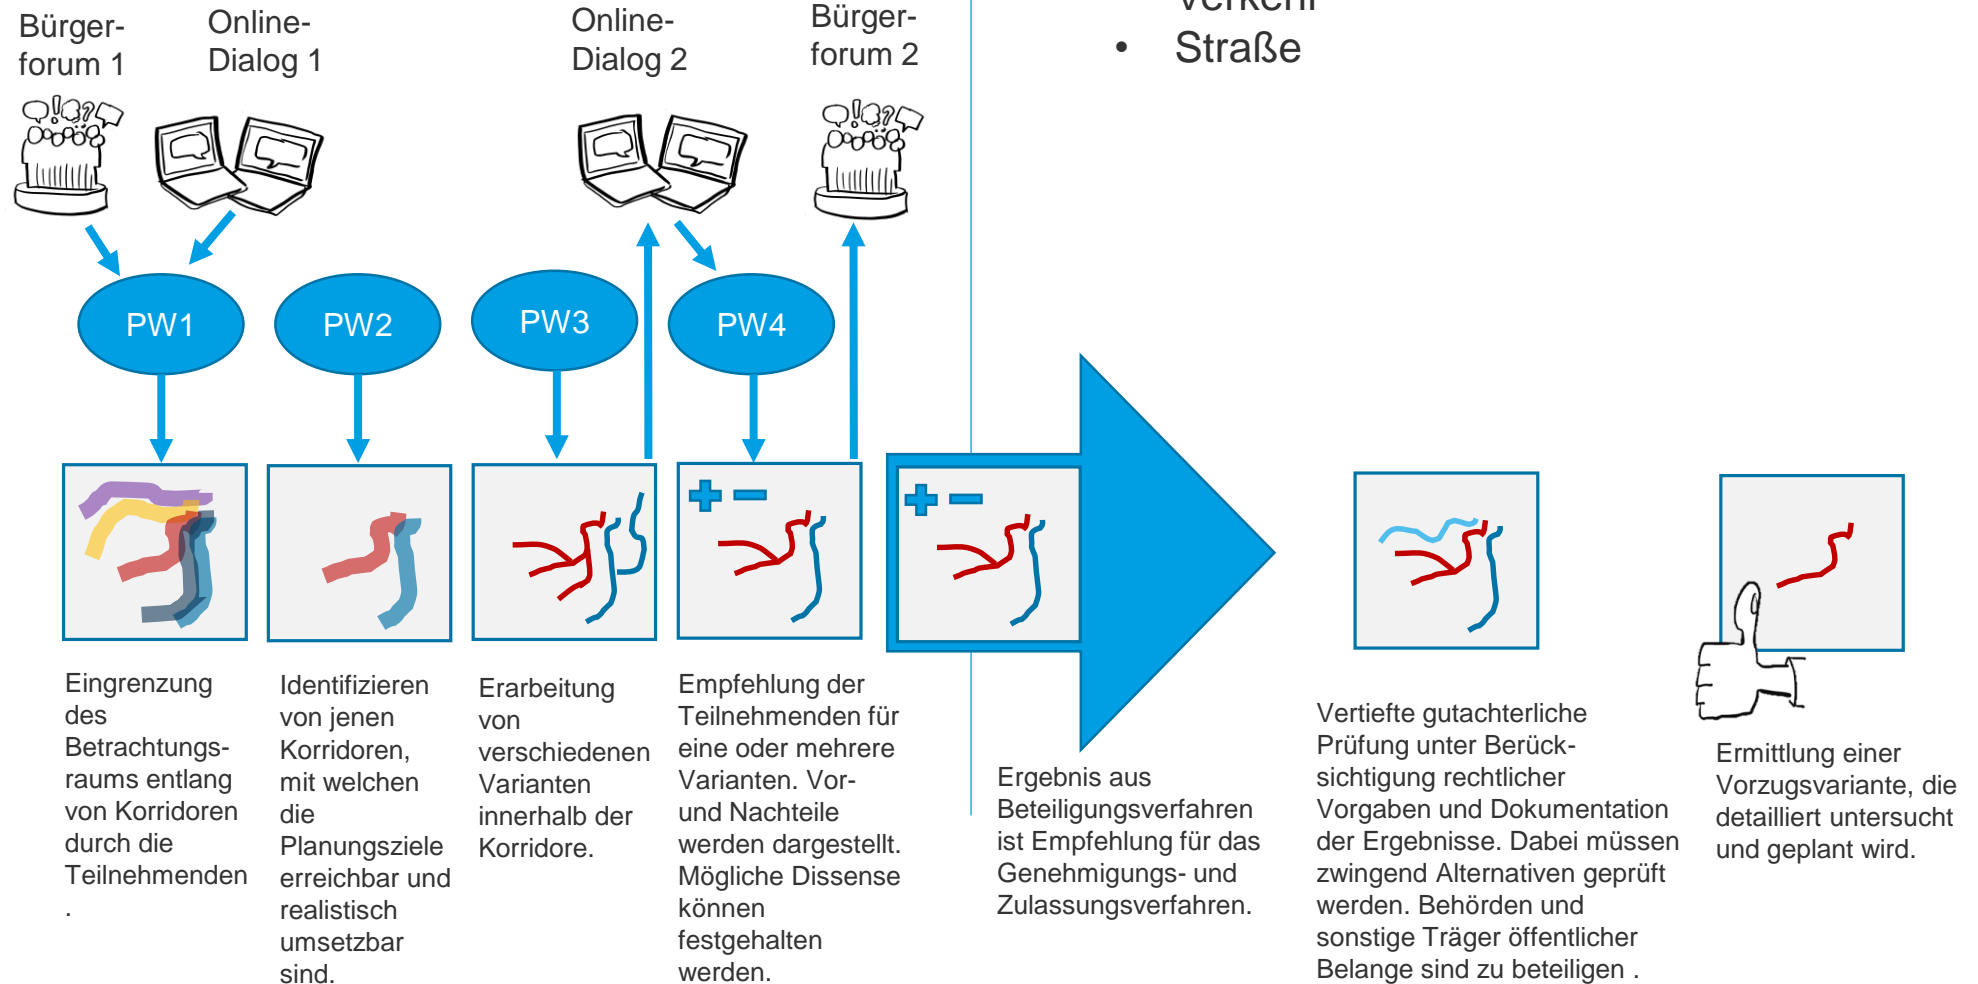 Bürger-
forum 1
Online-
Dialog 1
Online-
Dialog 2
Bürger-
forum 2
Verkehr
• Straße
PW1
PW2
PW3
PW4
Eingrenzung
des
Betrachtungs-
raums entlang
von Korridoren
durch die
Teilnehmenden
.
Identifizieren
von jenen
Korridoren,
mit welchen
die
Planungsziele
erreichbar und
realistisch
umsetzbar
sind.
Erarbeitung
von
verschiedenen
Varianten
innerhalb der
Korridore.
Empfehlung der
Teilnehmenden für
eine oder mehrere
Varianten. Vor-
und Nachteile
werden dargestellt.
Mögliche Dissense
können
festgehalten
werden.
Ergebnis aus
Beteiligungsverfahren
ist Empfehlung für das
Genehmigungs- und
Zulassungsverfahren.
Vertiefte gutachterliche
Prüfung unter Berück-
sichtigung rechtlicher
Vorgaben und Dokumentation
der Ergebnisse. Dabei müssen
zwingend Alternativen geprüft
werden. Behörden und
sonstige Träger öffentlicher
Belange sind zu beteiligen .
Ermittlung einer
Vorzugsvariante, die
detailliert untersucht
und geplant wird.